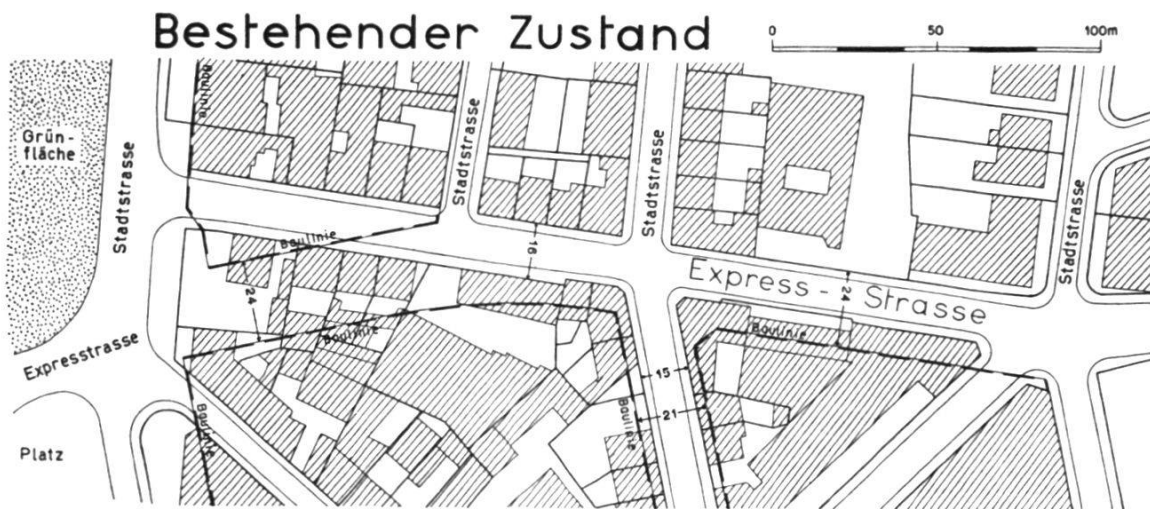 Bestehender Zustand
0 50 100m
Baulinie
Grün-
fläche
Stadtstrasse
Stadtstrasse
Stadtstrasse
Stadtstrasse
Baulinie
16
Express-Strasse
24
24
Baulinie
Baulinie
Expresstrasse
15
21
Baulinie
Baulinie
Platz